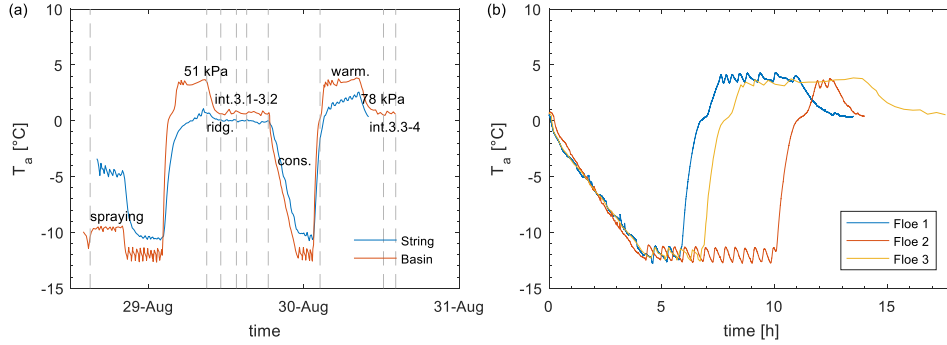 (a)
10
5
0
-5
-10
-15
T_a [°C]
51 kPa
warm.
int.3.1-3.2
78 kPa
ridg.
int.3.3-4
cons.
spraying
String
Basin
29-Aug
30-Aug
31-Aug
time
(b)
10
5
0
-5
-10
-15
T_a [°C]
Floe 1
Floe 2
Floe 3
0
5
10
15
time [h]